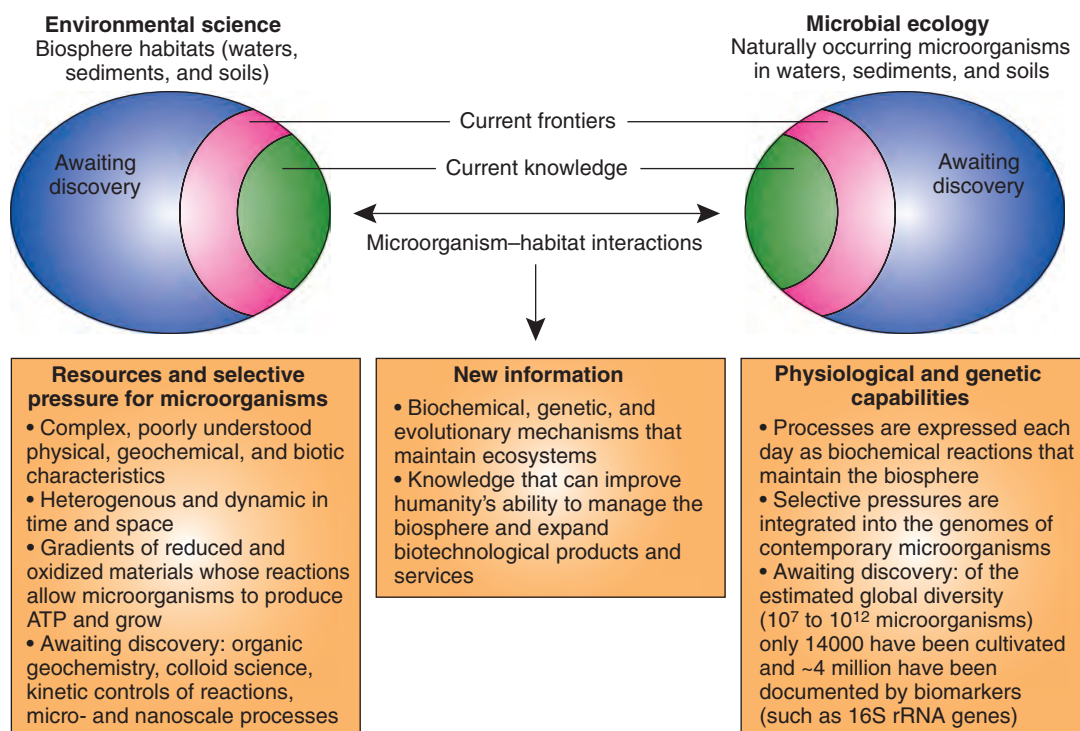 Environmental science
Biosphere habitats (waters,
sediments, and soils)
Microbial ecology
Naturally occurring microorganisms
in waters, sediments, and soils
Awaiting
discovery
Current frontiers
Current knowledge
Microorganism–habitat interactions
Awaiting
discovery
Resources and selective
pressure for microorganisms
• Complex, poorly understood
physical, geochemical, and biotic
characteristics
• Heterogenous and dynamic in
time and space
• Gradients of reduced and
oxidized materials whose reactions
allow microorganisms to produce
ATP and grow
• Awaiting discovery: organic
geochemistry, colloid science,
kinetic controls of reactions,
micro- and nanoscale processes
New information
• Biochemical, genetic, and
evolutionary mechanisms that
maintain ecosystems
• Knowledge that can improve
humanity’s ability to manage the
biosphere and expand
biotechnological products and
services
Physiological and genetic
capabilities
• Processes are expressed each
day as biochemical reactions that
maintain the biosphere
• Selective pressures are
integrated into the genomes of
contemporary microorganisms
• Awaiting discovery: of the
estimated global diversity
(10⁷ to 10¹² microorganisms)
only 14000 have been cultivated
and ~4 million have been
documented by biomarkers
(such as 16S rRNA genes)